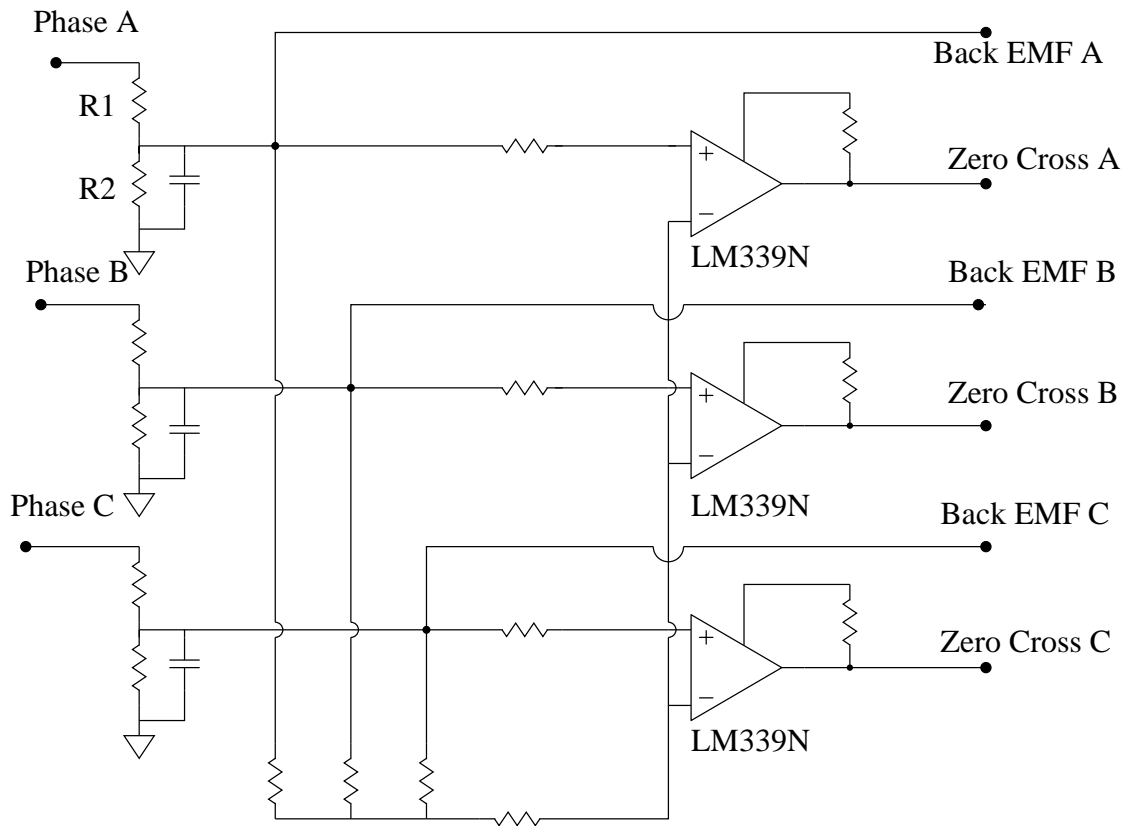 Phase A
Back EMF A
R1
+
Zero Cross A
R2
−
LM339N
Phase B
Back EMF B
+
Zero Cross B
−
LM339N
Phase C
Back EMF C
+
Zero Cross C
−
LM339N